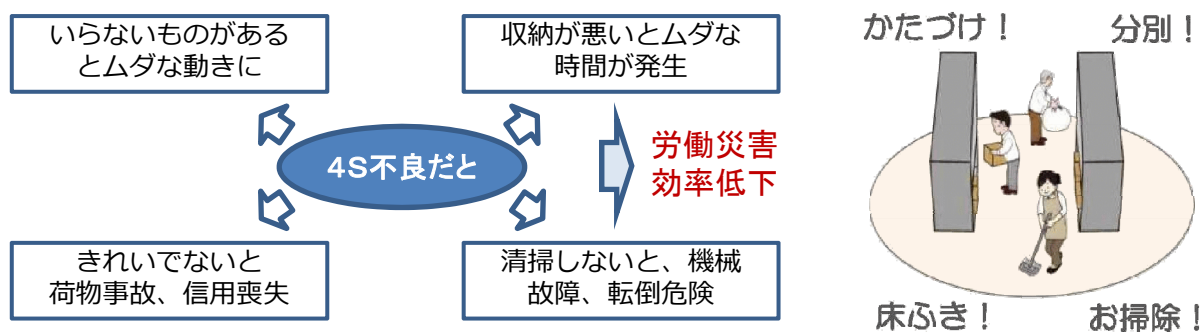 いらないものがある
とムダな動きに
収納が悪いとムダな
時間が発生
4S不良だと
労働災害
効率低下
きれいでないと
荷物事故、信用喪失
清掃しないと、機械
故障、転倒危険
かたづけ！
分別！
床ふき！
お掃除！